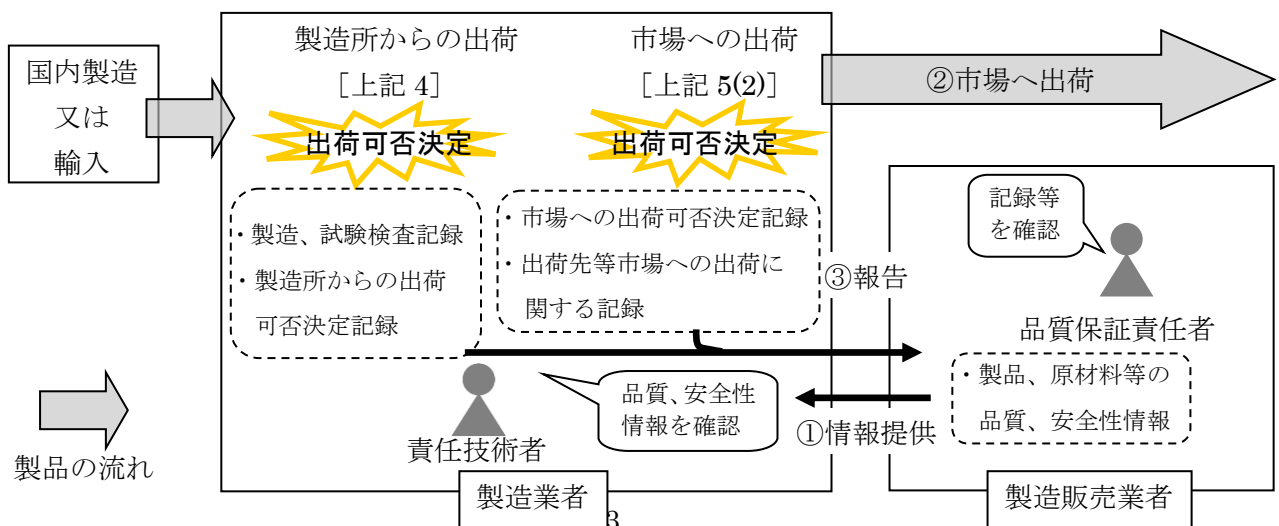 国内製造
又は
輸入
製造所からの出荷
[上記 4]
出荷可否決定
市場への出荷
[上記 5(2)]
出荷可否決定
②市場へ出荷
・製造、試験検査記録
・製造所からの出荷
可否決定記録
・市場への出荷可否決定記録
・出荷先等市場への出荷に
関する記録
③報告
記録等
を確認
品質保証責任者
・製品、原材料等の
品質、安全性情報
①情報提供
品質、安全性
情報を確認
責任技術者
製品の流れ
製造業者
3
製造販売業者